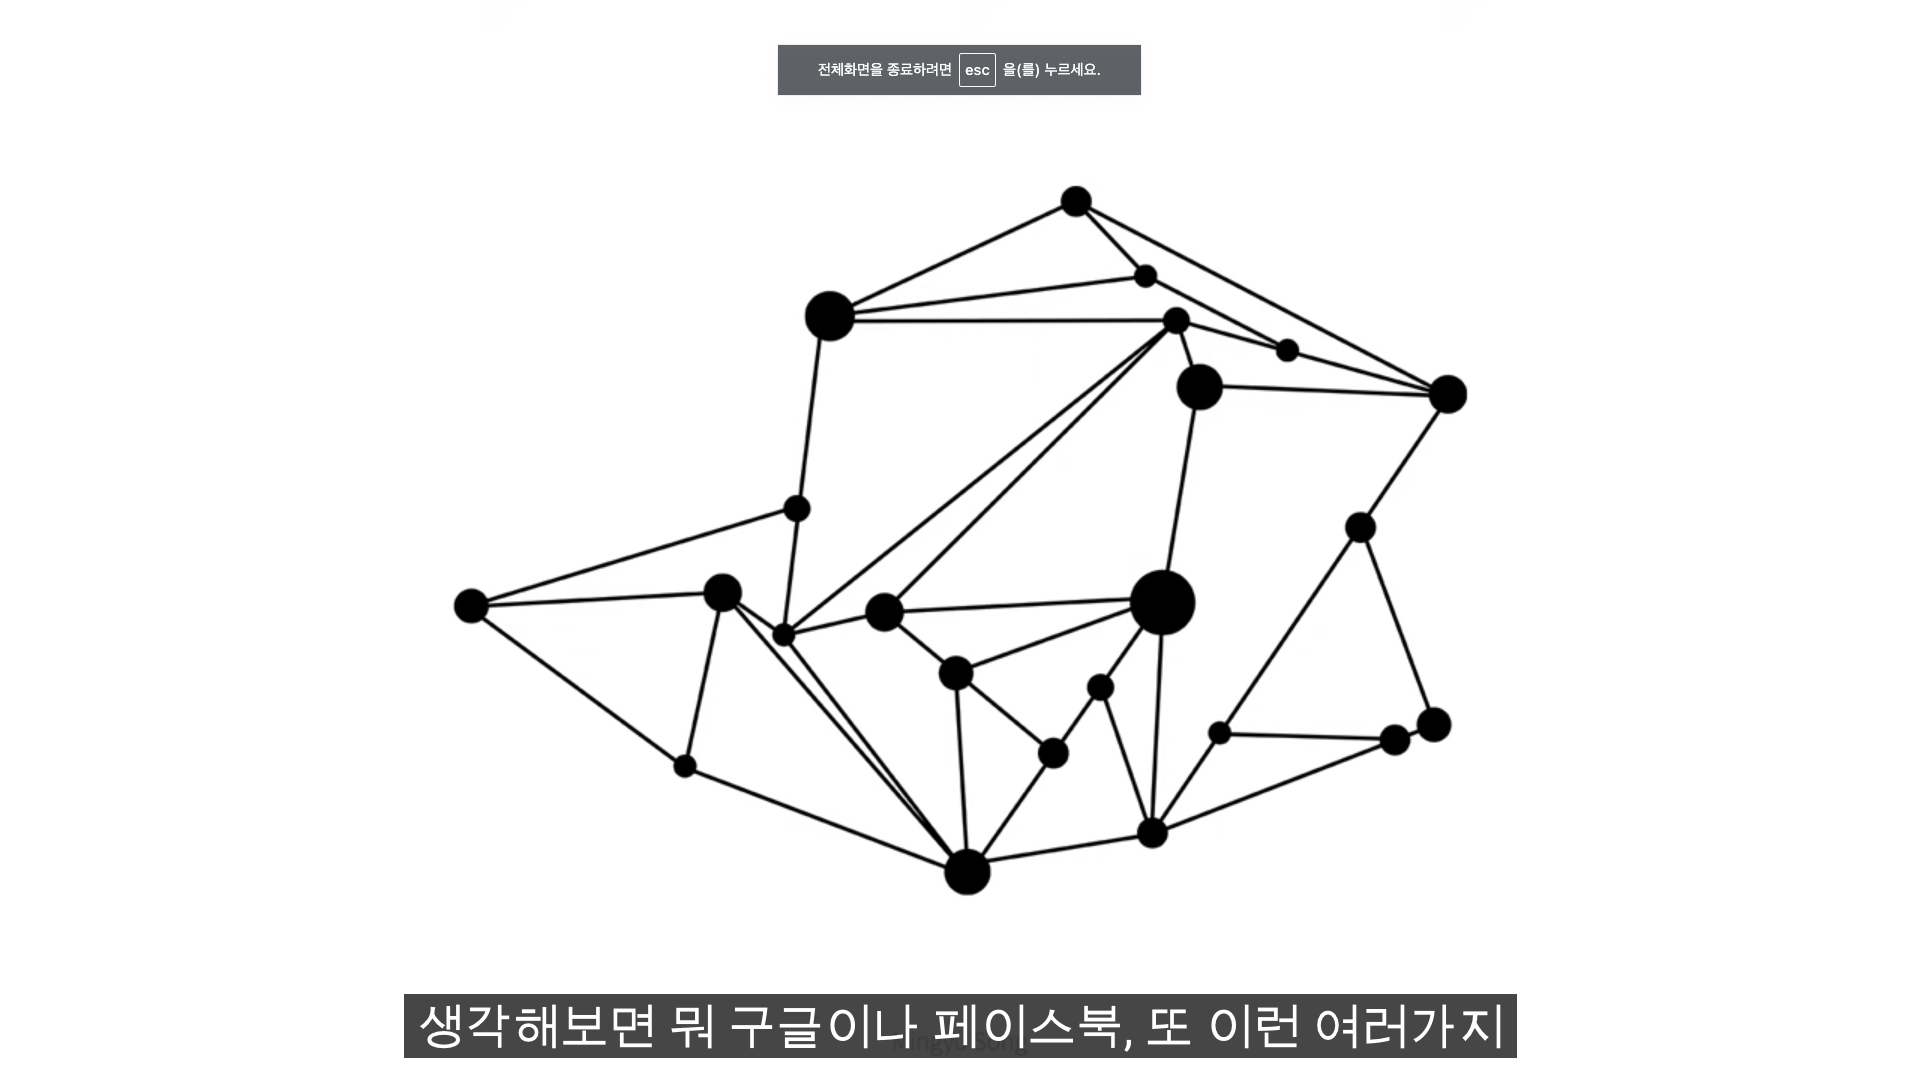 전체화면을 종료하려면 esc 을(를) 누르세요.
생각해보면 뭐 구글이나 페이스북, 또 이런 여러가지